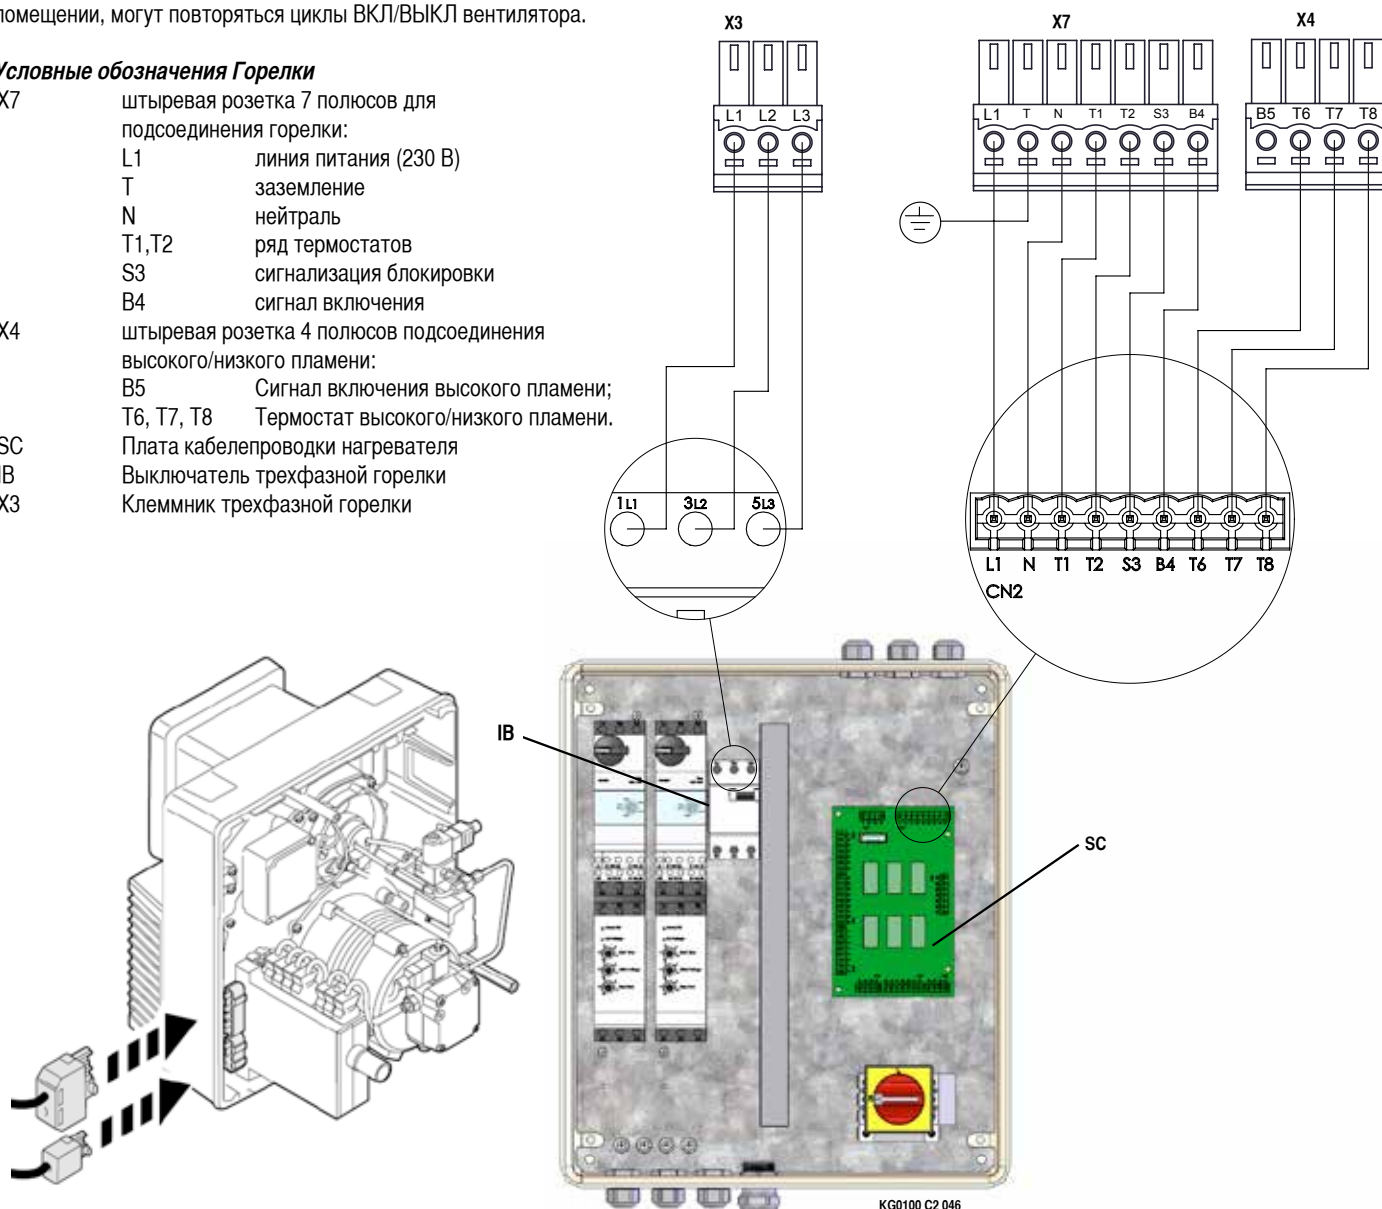 помещении, могут повторяться циклы ВКЛ/ВЫКЛ вентилятора.
Условные обозначения Горелки
X7 штыревая розетка 7 полюсов для
подсоединения горелки:
L1 линия питания (230 В)
T заземление
N нейтраль
T1,T2 ряд термостатов
S3 сигнализация блокировки
B4 сигнал включения
X4 штыревая розетка 4 полюсов подсоединения
высокого/низкого пламени:
B5 Сигнал включения высокого пламени;
T6, T7, T8 Термостат высокого/низкого пламени.
SC Плата кабелепроводки нагревателя
IB Выключатель трехфазной горелки
X3 Клеммник трехфазной горелки
X3
L1 L2 L3
X7
L1 T N T1 T2 S3 B4
X4
B5 T6 T7 T8
1L1 3L2 5L3
L1 N T1 T2 S3 B4 T6 T7 T8
CN2
IB
SC
KG0100 C2 046